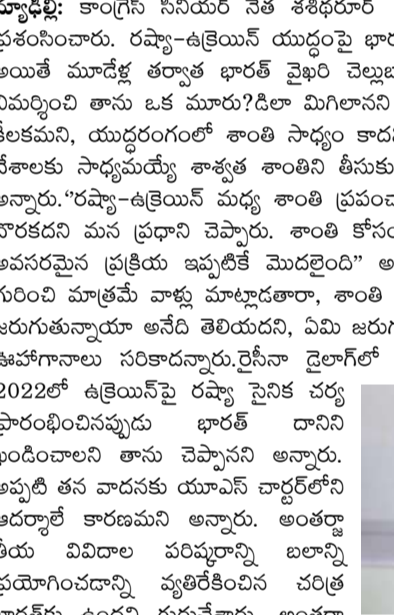 న్యూఢిల్లీ: కాంగ్రెస్ సీనియర్ నేత శశిథరూర్
ప్రశంసించారు. రష్యా-ఉక్రెయిన్ యుద్ధంపై
అయితే మూడేళ్ల తర్వాత భారత్ వైఖరి
విమర్శించి తాను ఒక మూరు?డిలా మిగిలానని
కీలకమని, యుద్ధరంగంలో శాంతి సాధ్యం
దేశాలకు సాధ్యమయ్యే శాశ్వత శాంతిని
అన్నారు.‘‘రష్యా-ఉక్రెయిన్ మధ్య శాంతి
దొరకదని మన ప్రధాని చెప్పారు. శాంతి
అవసరమైన ప్రక్రియ ఇప్పటికే మొదలైంది’’
గురించి మాత్రమే వాళ్లు మాట్లాడతారా, శాంతి
జరుగుతున్నాయా అనేది తెలియదని, ఏమి
ఊహాగానాలు సరికాదన్నారు.రైసీనా డైలాగ్‌లో
2022లో ఉక్రెయిన్‌పై రష్యా సైనిక చర్య
ప్రారంభించినప్పుడు భారత్ దానిని
ఖండించాలని తాను చెప్పానని అన్నారు.
అప్పటి తన వాదనకు యూఎస్ చార్టర్‌లోని
ఆదర్శాలే కారణమని అన్నారు. అంతర్జా
తీయ వివిదాల పరిష్కరాన్ని బలాన్ని
ప్రయోగించడాన్ని వ్యతిరేకించిన చరిత్ర